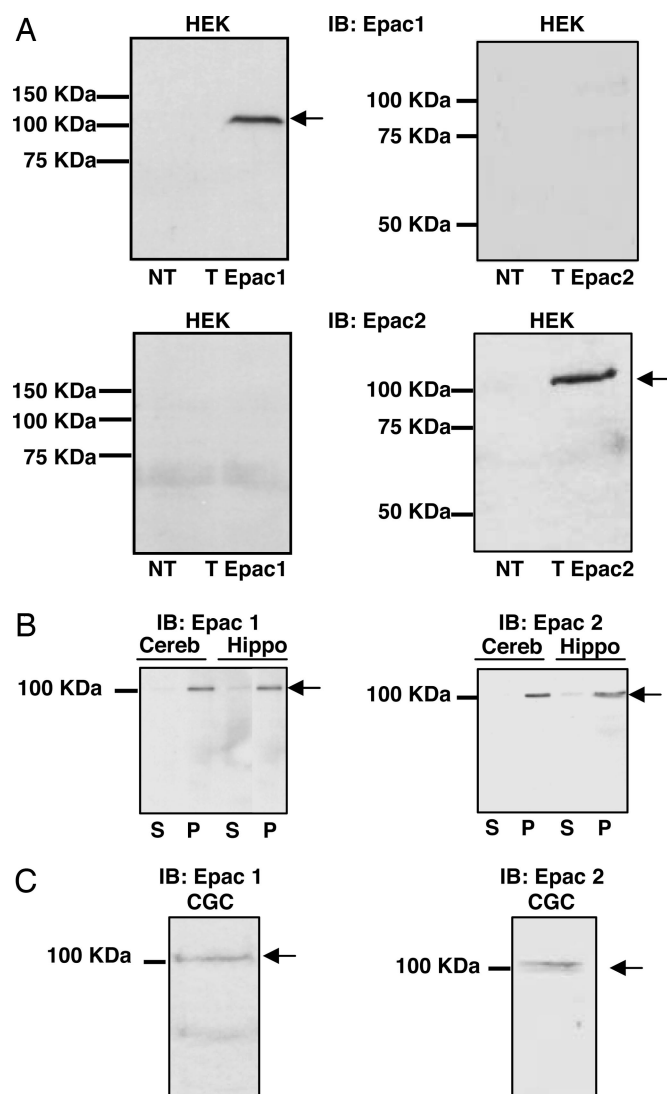 A
HEK IB: Epac1 HEK
150 KDa
100 KDa
75 KDa
100 KDa
75 KDa
50 KDa
NT T Epac1 NT T Epac2
HEK IB: Epac2 HEK
150 KDa
100 KDa
75 KDa
100 KDa
75 KDa
50 KDa
NT T Epac1 NT T Epac2
B
IB: Epac 1 IB: Epac 2
Cereb Hippo Cereb Hippo
100 KDa 100 KDa
S P S P S P S P
C
IB: Epac 1 IB: Epac 2
CGC CGC
100 KDa 100 KDa